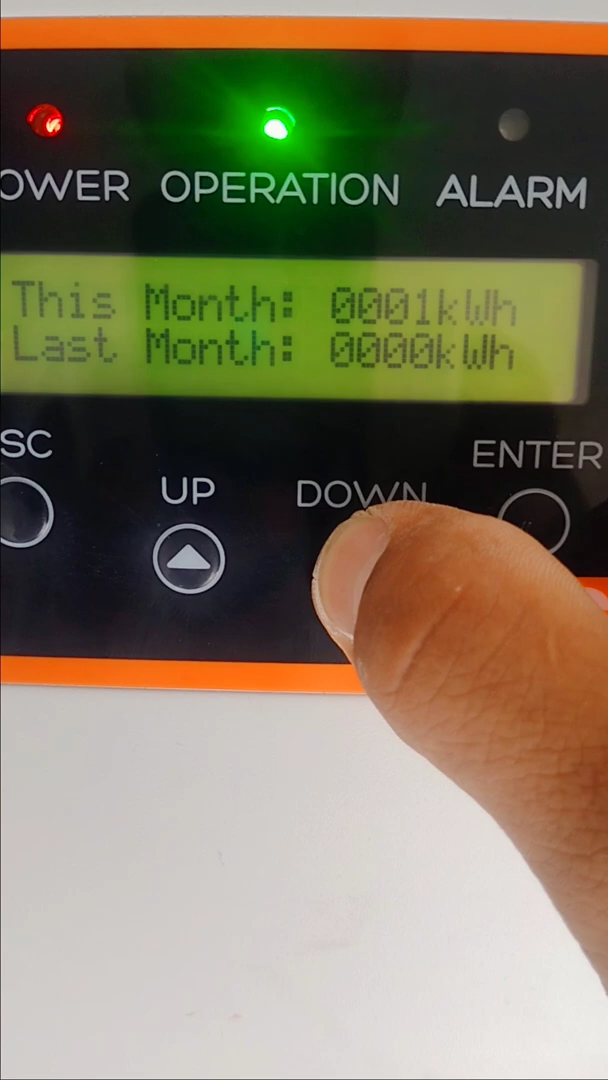 OWER OPERATION ALARM
This Month: 0001kWh
Last Month: 0000kWh
SC UP DOWN ENTER